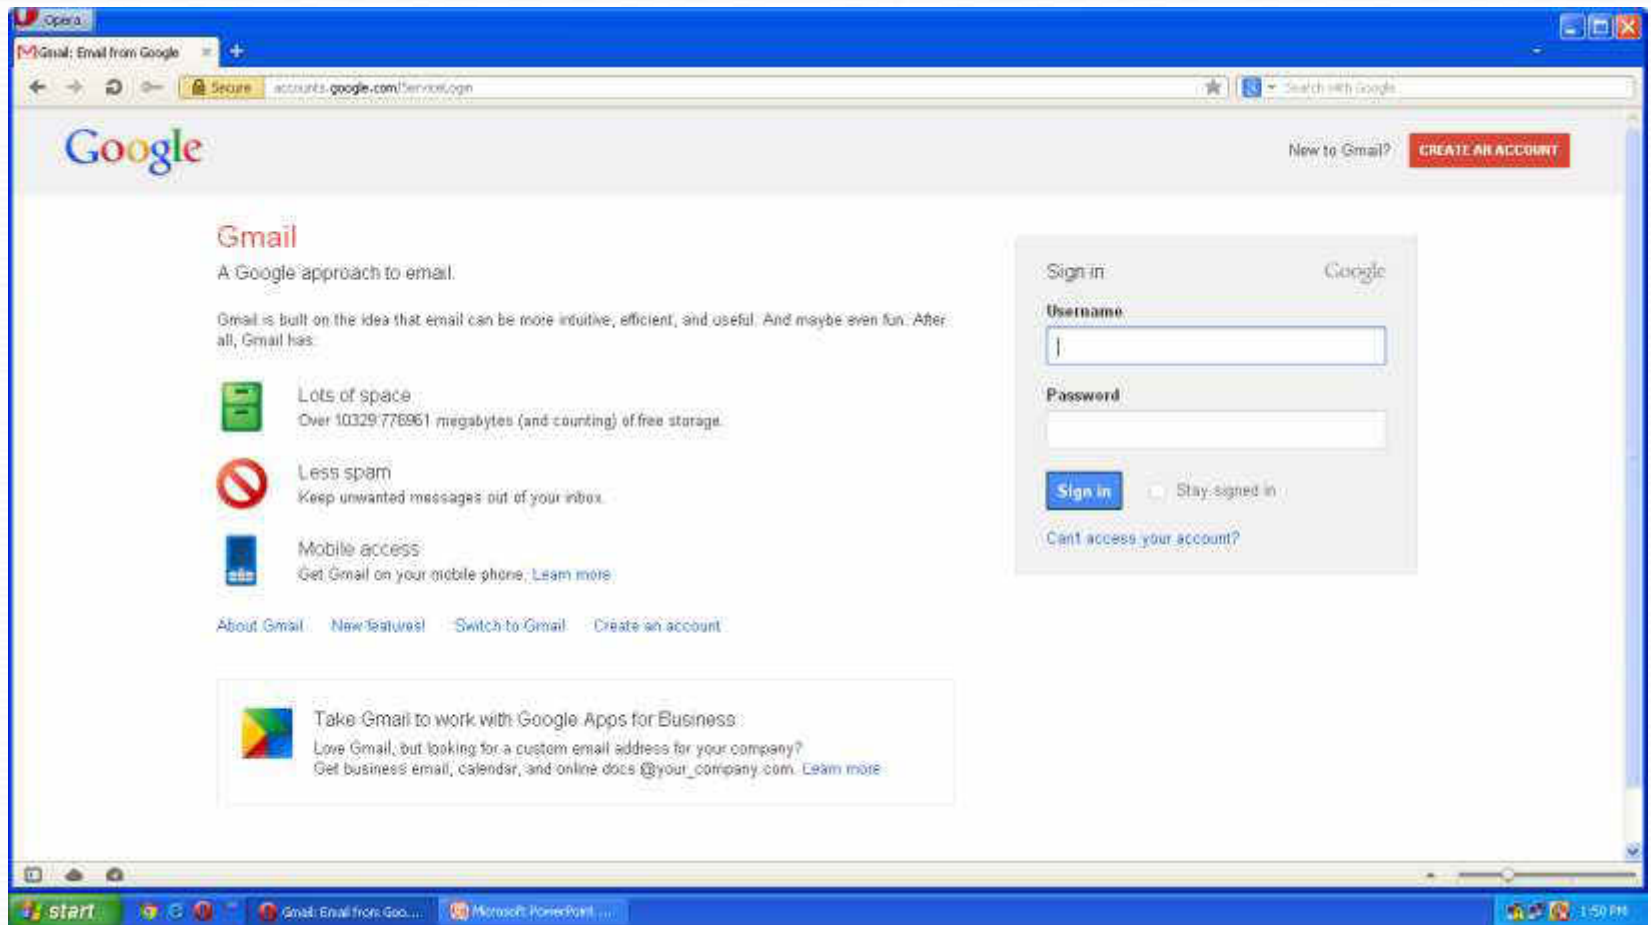 Opera
Gmail: Email from Google
Secure accounts.google.com/ServiceLogin
Search with Google
Google
New to Gmail? CREATE AN ACCOUNT
Gmail
A Google approach to email.
Gmail is built on the idea that email can be more intuitive, efficient, and useful. And maybe even fun. After
all, Gmail has:
Lots of space
Over 10329.776961 megabytes (and counting) of free storage.
Less spam
Keep unwanted messages out of your inbox.
Mobile access
Get Gmail on your mobile phone. Learn more
About Gmail New features! Switch to Gmail Create an account
Take Gmail to work with Google Apps for Business
Love Gmail, but looking for a custom email address for your company?
Get business email, calendar, and online docs @your_company.com. Learn more
Sign in Google
Username
Password
Sign in Stay signed in
Can't access your account?
start Gmail: Email from Goo.... Microsoft PowerPoint .... 1:50 PM